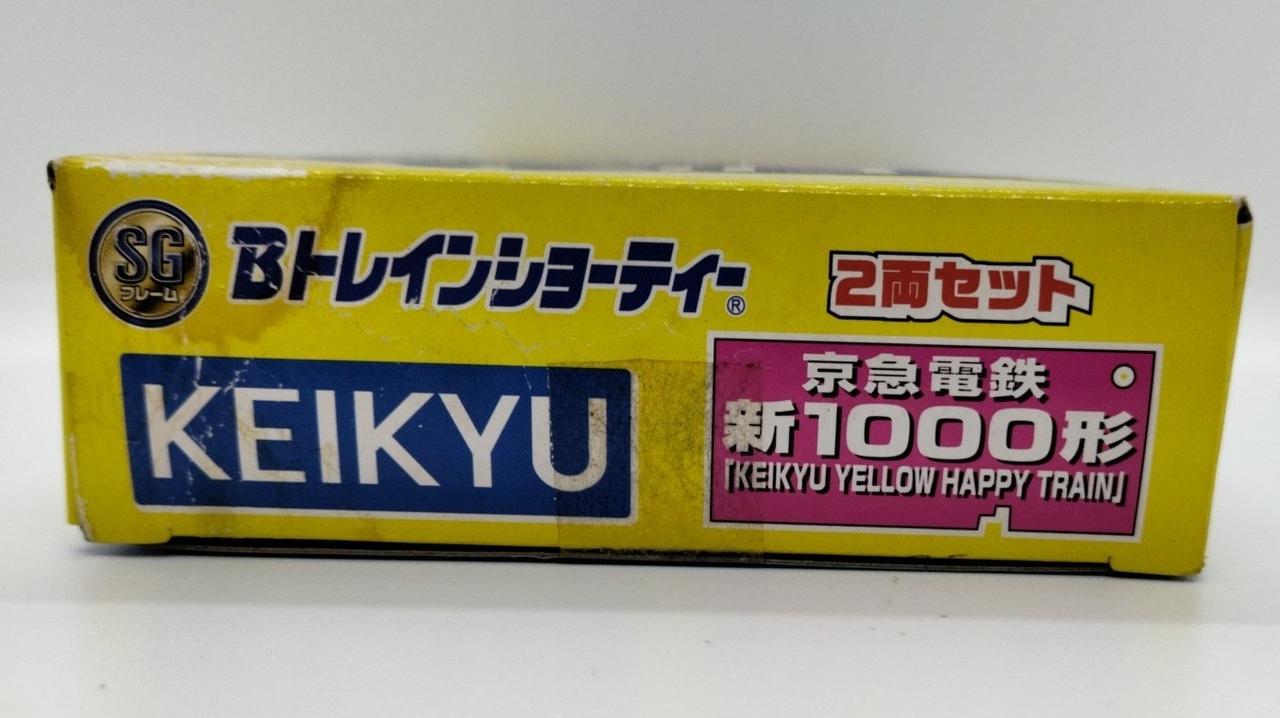 SG
フレーム
Bトレインショーティー®
2両セット
KEIKYU
京急電鉄
新1000形
「KEIKYU YELLOW HAPPY TRAIN」